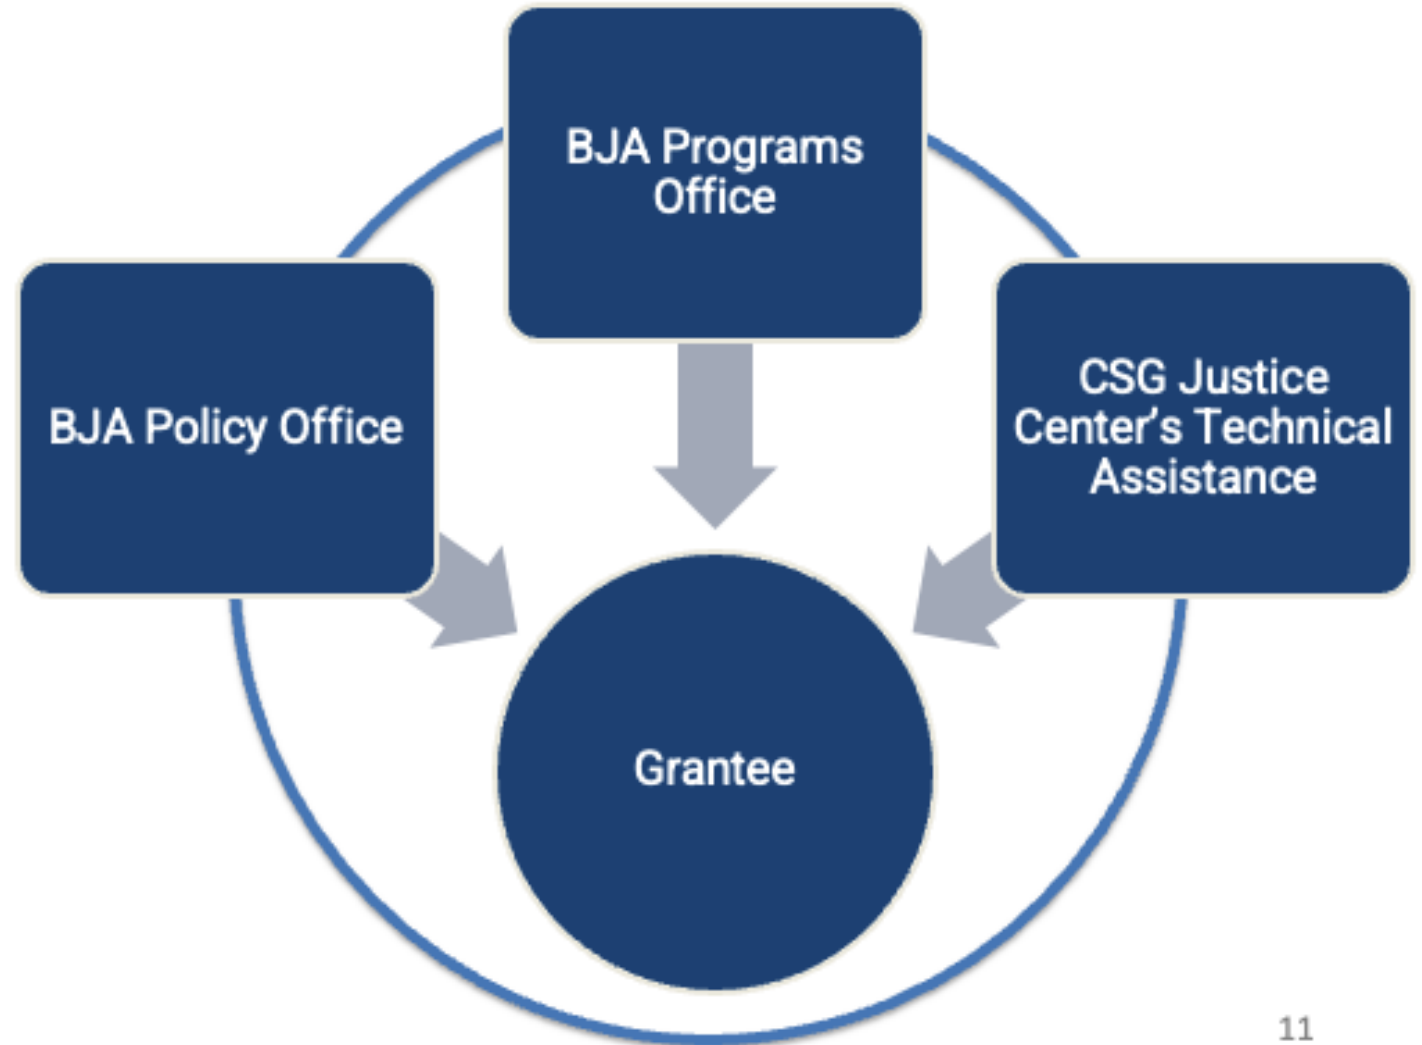 BJA Programs
Office
BJA Policy Office
CSG Justice
Center’s Technical
Assistance
Grantee
11